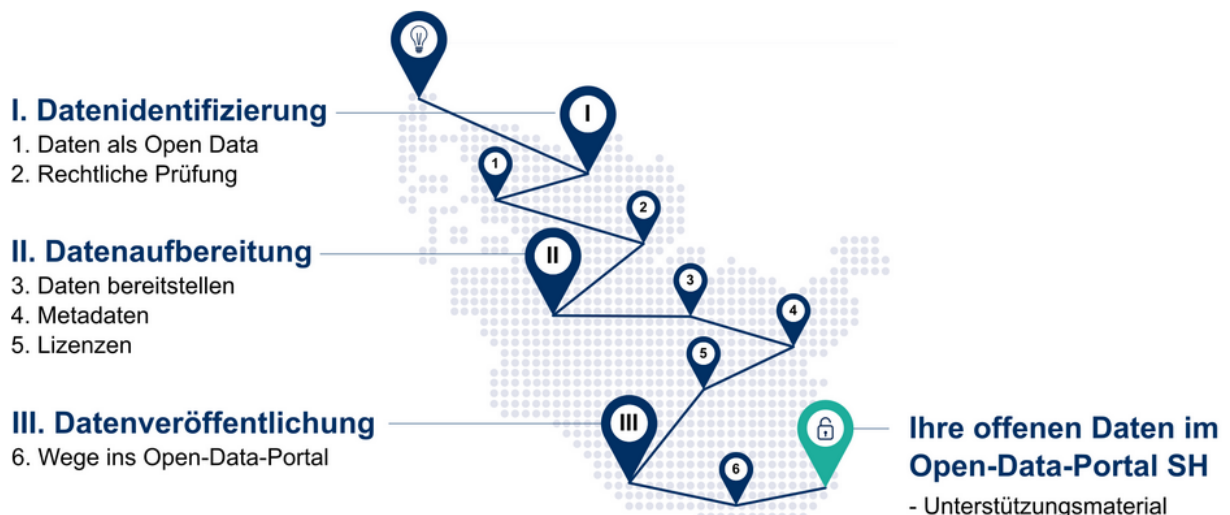 I. Datenidentifizierung
1. Daten als Open Data
2. Rechtliche Prüfung
II. Datenaufbereitung
3. Daten bereitstellen
4. Metadaten
5. Lizenzen
III. Datenveröffentlichung
6. Wege ins Open-Data-Portal
I
1
2
II
3
4
5
III
6
Ihre offenen Daten im
Open-Data-Portal SH
- Unterstützungsmaterial